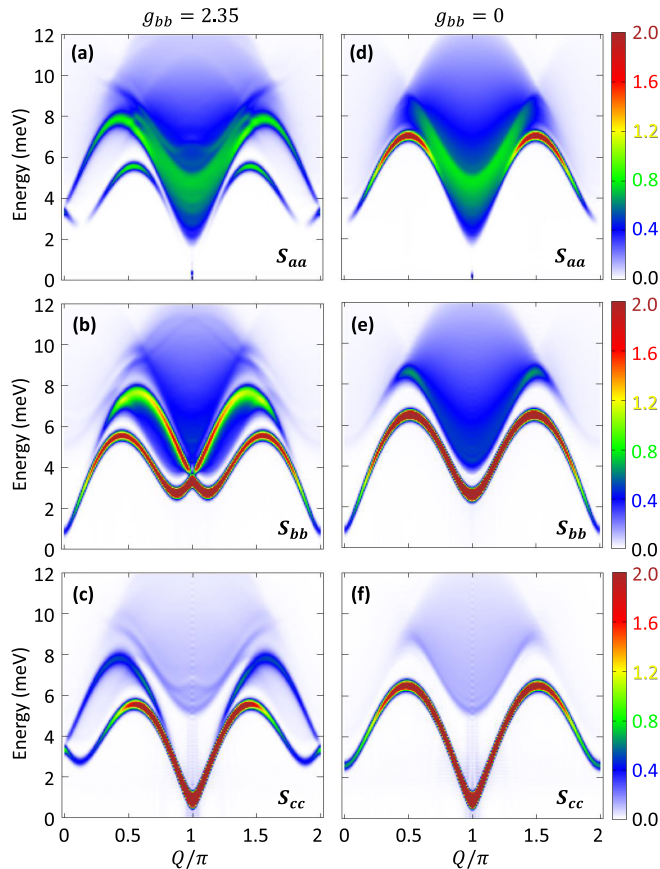 g_bb = 2.35
g_bb = 0
(a)
(d)
Energy (meV)
12
10
8
6
4
2
0
S_aa
S_aa
2.0
1.6
1.2
0.8
0.4
0.0
(b)
(e)
Energy (meV)
12
10
8
6
4
2
0
S_bb
S_bb
2.0
1.6
1.2
0.8
0.4
0.0
(c)
(f)
Energy (meV)
12
10
8
6
4
2
0
S_cc
S_cc
2.0
1.6
1.2
0.8
0.4
0.0
0 0.5 1 1.5 2
0 0.5 1 1.5 2
Q/π
Q/π